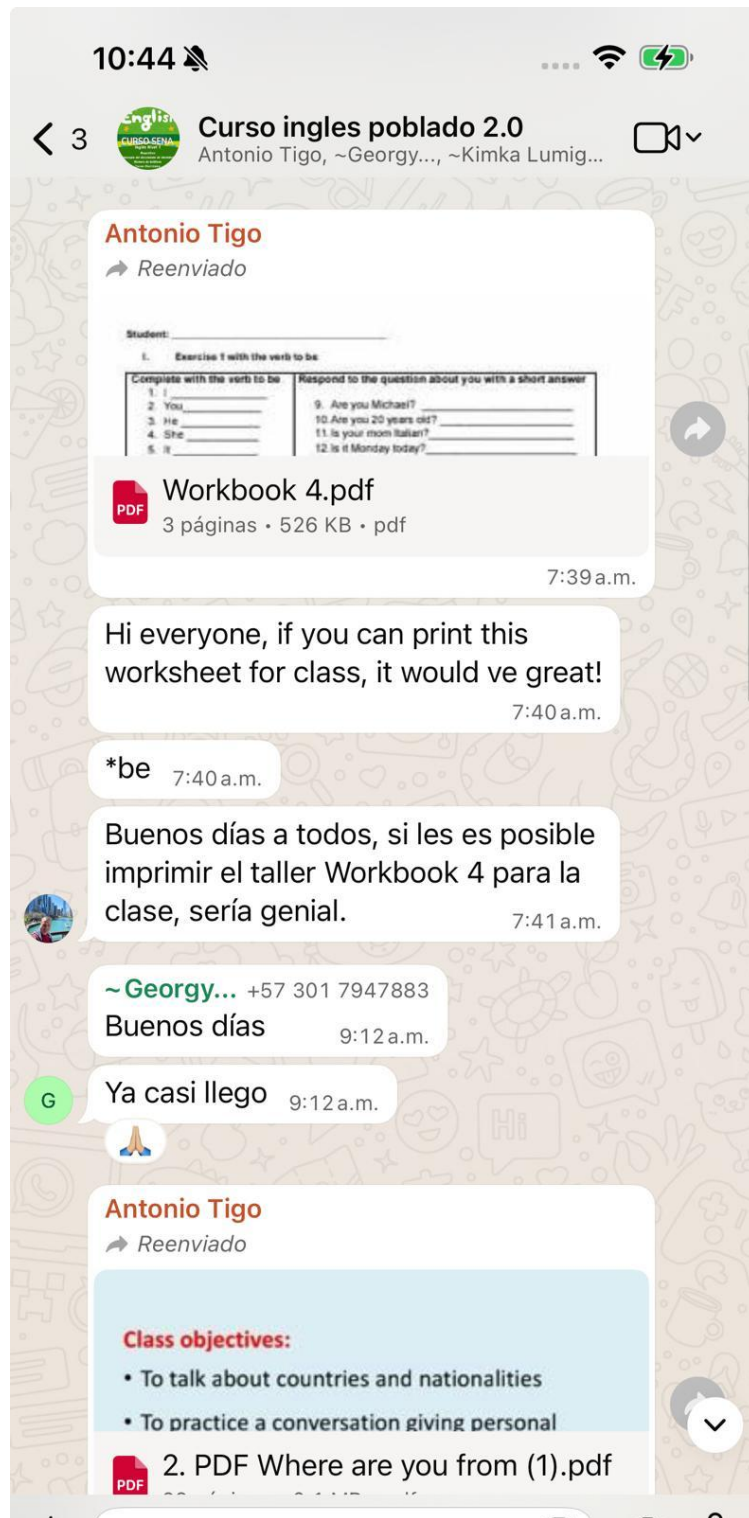 10:44
3
English
CURSO SENA
Curso ingles poblado 2.0
Antonio Tigo, ~Georgy..., ~Kimka Lumig...
Antonio Tigo
Reenviado
Student:
I. Exercise 1 with the verb to be
Complete with the verb to be Respond to the question about you with a short answer
1. I
2. You
3. He
4. She
5. It
9. Are you Michael?
10. Are you 20 years old?
11. Is your mom Italian?
12. Is it Monday today?
PDF
Workbook 4.pdf
3 páginas • 526 KB • pdf
7:39 a.m.
Hi everyone, if you can print this
worksheet for class, it would ve great!
7:40 a.m.
*be 7:40 a.m.
Buenos días a todos, si les es posible
imprimir el taller Workbook 4 para la
clase, sería genial. 7:41 a.m.
~Georgy... +57 301 7947883
Buenos días 9:12 a.m.
G
Ya casi llego 9:12 a.m.
Antonio Tigo
Reenviado
Class objectives:
• To talk about countries and nationalities
• To practice a conversation giving personal
PDF
2. PDF Where are you from (1).pdf